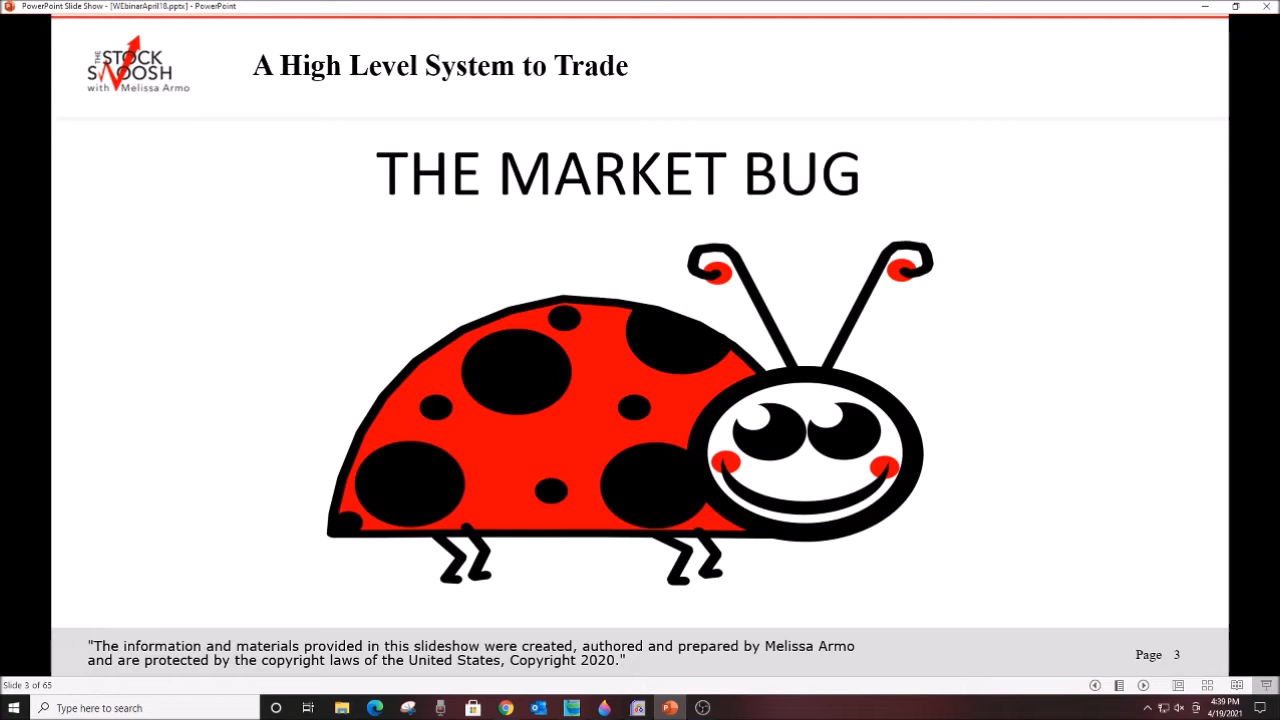 PowerPoint Slide Show - [WEbinarApril18.pptx] - PowerPoint
THE STOCK
SWOOSH
with Melissa Armo
A High Level System to Trade
THE MARKET BUG
"The information and materials provided in this slideshow were created, authored and prepared by Melissa Armo
and are protected by the copyright laws of the United States, Copyright 2020."
Page 3
Slide 3 of 65
Type here to search
4:39 PM
4/19/2021